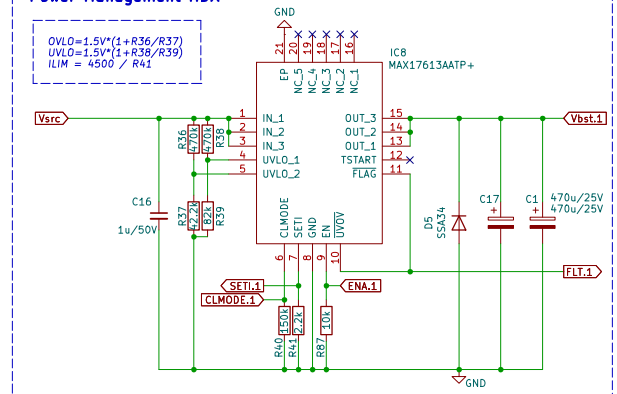 GND
OVLO=1.5V*(1+R36/R37)
UVLO=1.5V*(1+R38/R39)
ILIM = 4500 / R41
21
20
19
18
17
16
EP
NC_5
NC_4
NC_3
NC_2
NC_1
IC8
MAX17613AATP+
Vsrc
R36
470k
470k
R38
1
IN_1
2
IN_2
3
IN_3
4
UVLO_1
5
UVLO_2
OUT_3
15
OUT_2
14
OUT_1
13
TSTART
12
FLAG
11
Vbst.1
C16
1u/50V
R37
42.2k
82k
R39
CLMODE
SETI
GND
EN
UVOV
6
7
8
9
10
D5
SSA34
C17
C1
470u/25V
470u/25V
SETI.1
CLMODE.1
ENA.1
FLT.1
R40
150k
R41
2.2k
R87
10k
GND